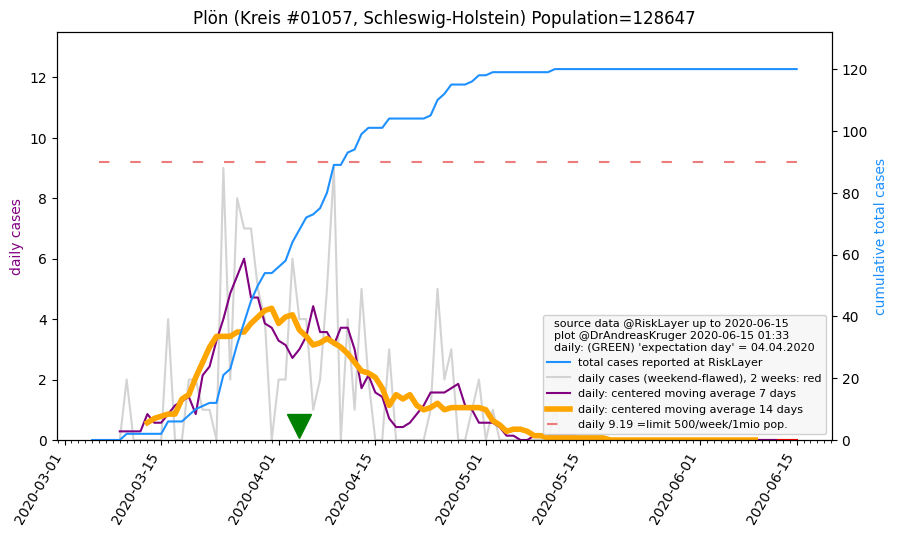 Plön (Kreis #01057, Schleswig-Holstein) Population=128647
daily cases
0
2
4
6
8
10
12
0
20
40
60
80
100
120
cumulative total cases
source data @RiskLayer up to 2020-06-15
plot @DrAndreasKruger 2020-06-15 01:33
daily: (GREEN) 'expectation day' = 04.04.2020
total cases reported at RiskLayer
daily cases (weekend-flawed), 2 weeks: red
daily: centered moving average 7 days
daily: centered moving average 14 days
daily 9.19 =limit 500/week/1mio pop.
2020-03-01
2020-03-15
2020-04-01
2020-04-15
2020-05-01
2020-05-15
2020-06-01
2020-06-15